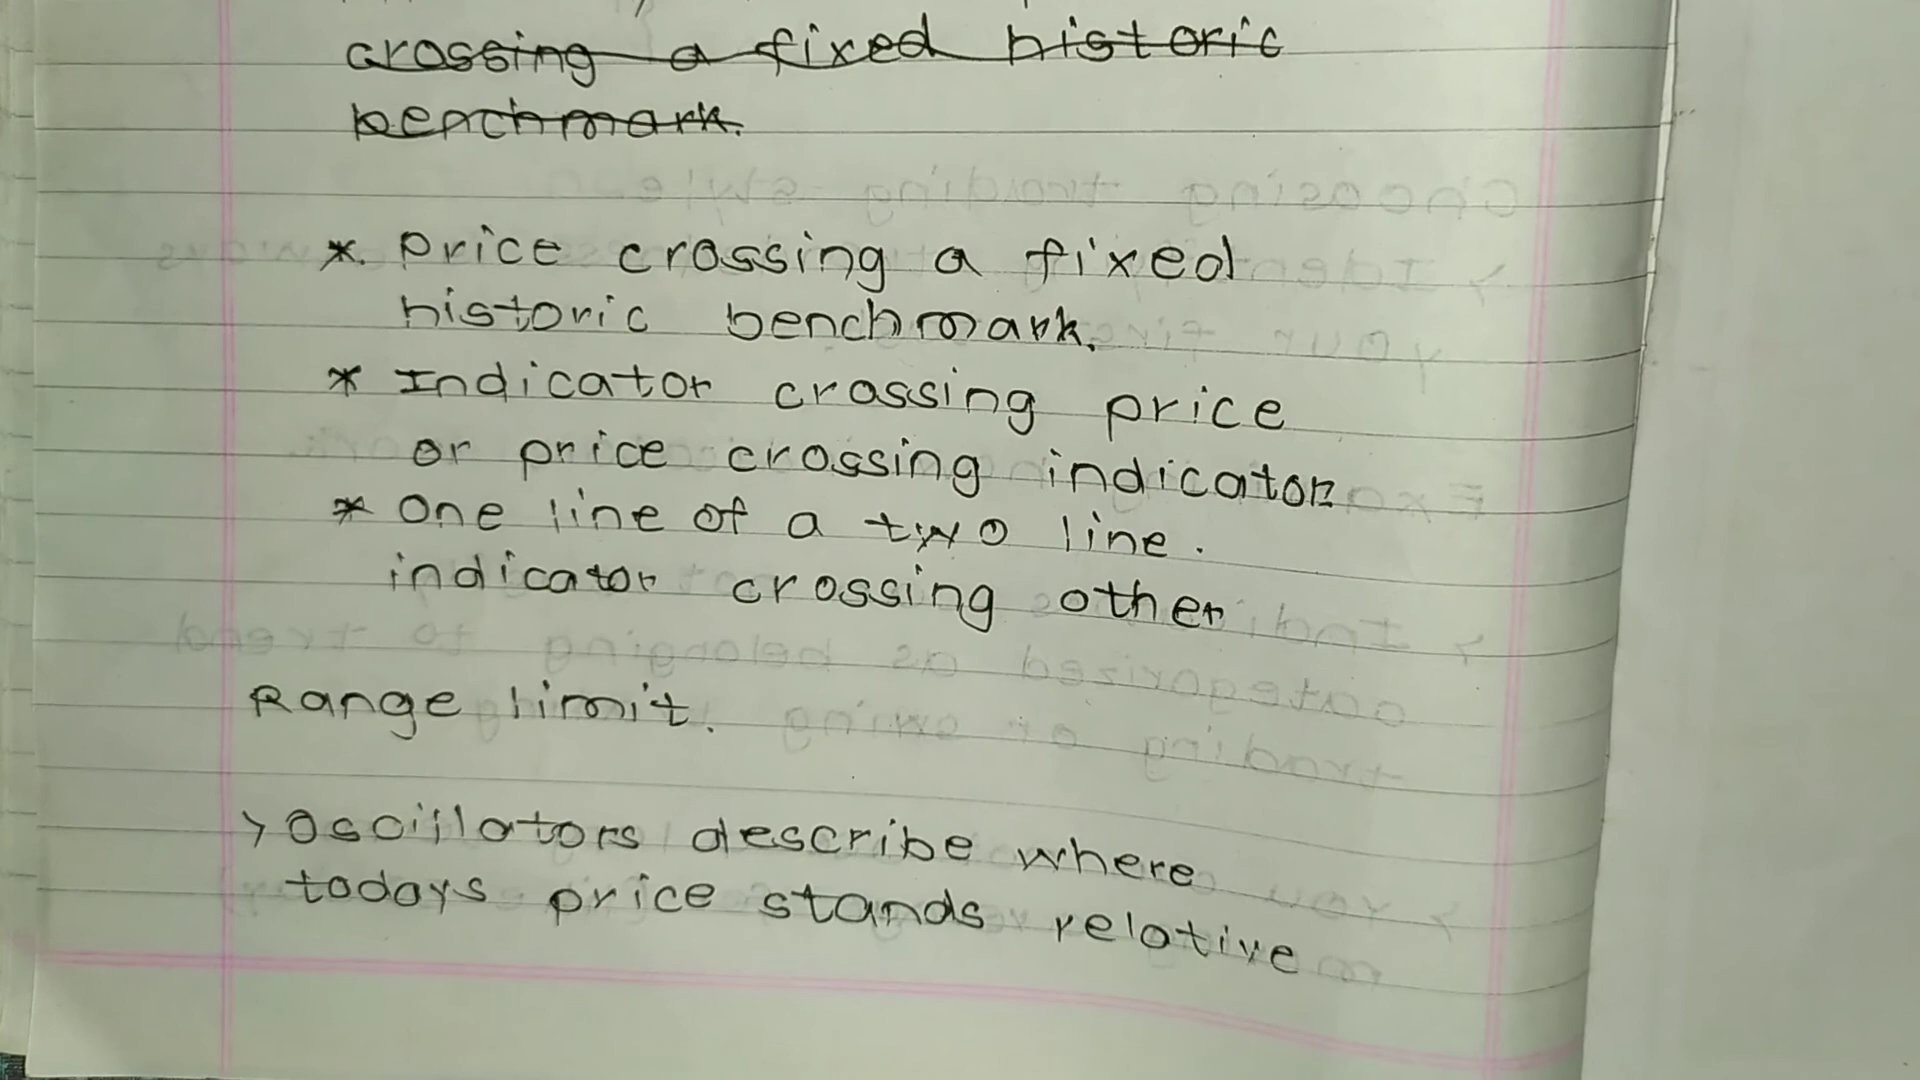 crossing a fixed historic
benchmark.
*. Price crossing a fixed
historic benchmark.
* Indicator crossing price
or price crossing indicator
* One line of a two line.
indicator crossing other
Range limit.
> Oscillators describe where
todays price stands relative